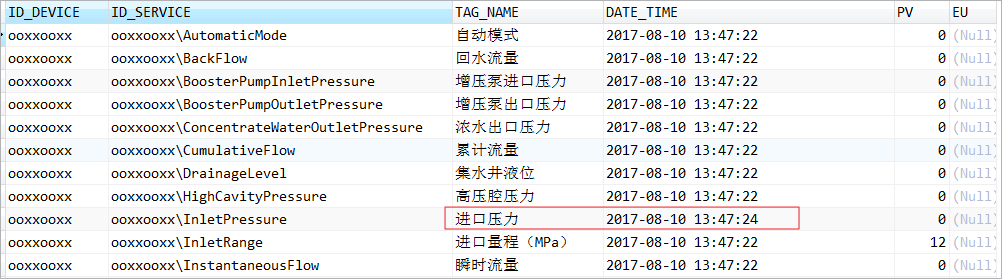 ID_DEVICE ID_SERVICE TAG_NAME DATE_TIME PV EU
ooxxooxx ooxxooxx\AutomaticMode 自动模式 2017-08-10 13:47:22 0 (Null)
ooxxooxx ooxxooxx\BackFlow 回水流量 2017-08-10 13:47:22 0 (Null)
ooxxooxx ooxxooxx\BoosterPumpInletPressure 增压泵进口压力 2017-08-10 13:47:22 0 (Null)
ooxxooxx ooxxooxx\BoosterPumpOutletPressure 增压泵出口压力 2017-08-10 13:47:22 0 (Null)
ooxxooxx ooxxooxx\ConcentrateWaterOutletPressure 浓水出口压力 2017-08-10 13:47:22 0 (Null)
ooxxooxx ooxxooxx\CumulativeFlow 累计流量 2017-08-10 13:47:22 0 (Null)
ooxxooxx ooxxooxx\DrainageLevel 集水井液位 2017-08-10 13:47:22 0 (Null)
ooxxooxx ooxxooxx\HighCavityPressure 高压腔压力 2017-08-10 13:47:22 0 (Null)
ooxxooxx ooxxooxx\InletPressure 进口压力 2017-08-10 13:47:24 0 (Null)
ooxxooxx ooxxooxx\InletRange 进口量程（MPa） 2017-08-10 13:47:22 12 (Null)
ooxxooxx ooxxooxx\InstantaneousFlow 瞬时流量 2017-08-10 13:47:22 0 (Null)